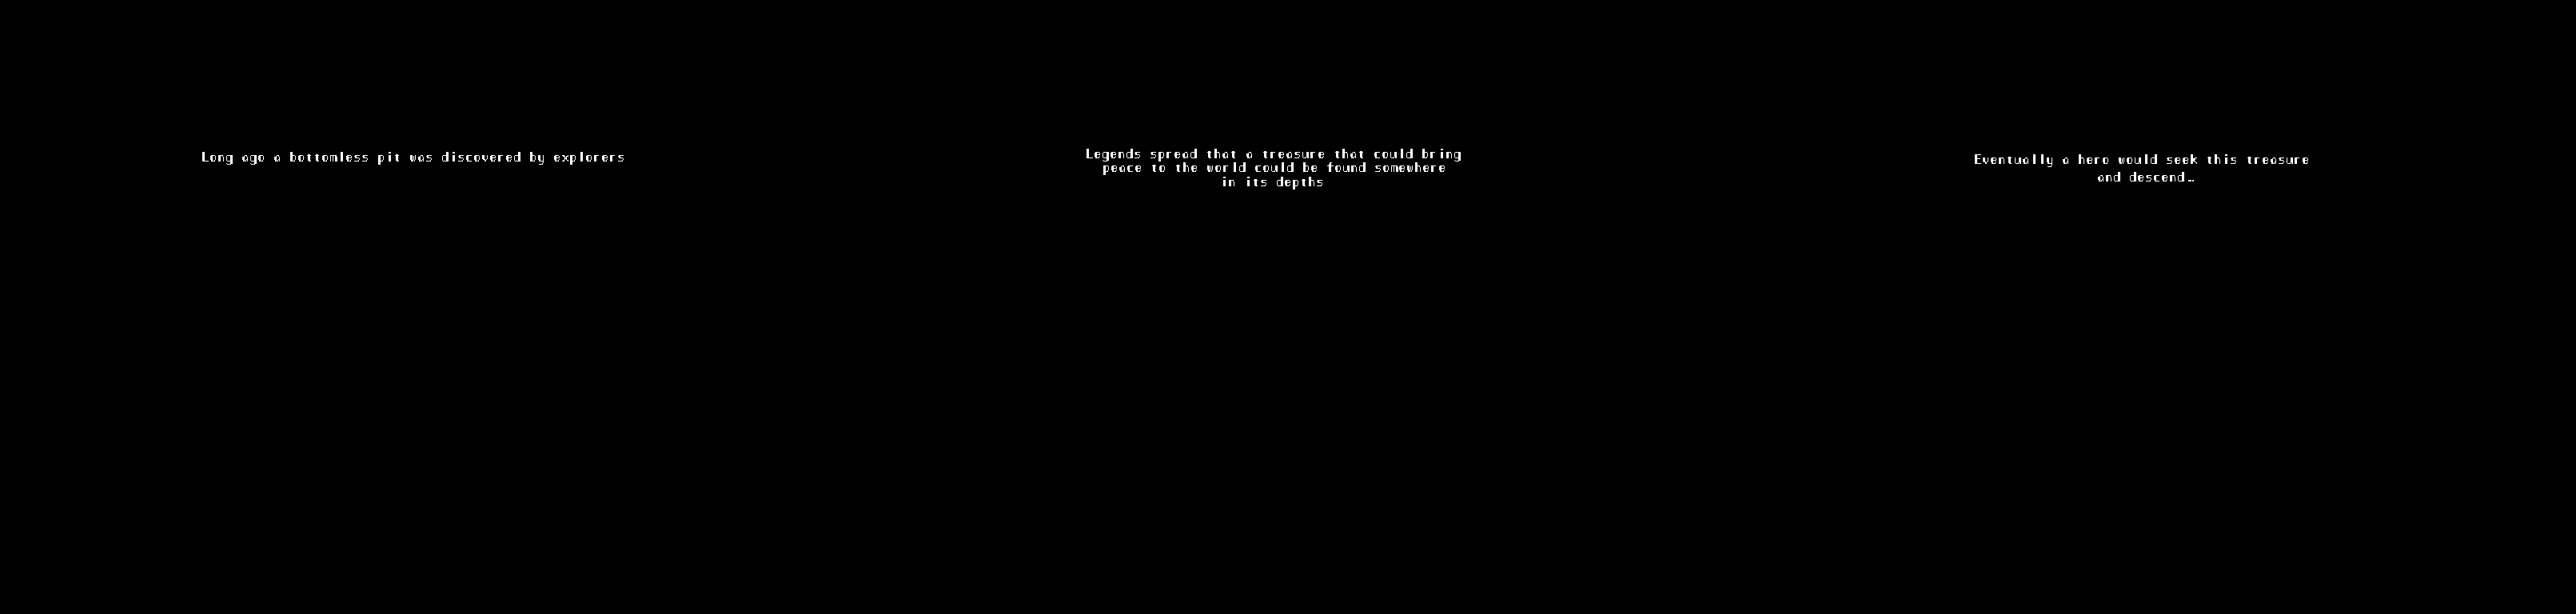 Long ago a bottomless pit was discovered by explorers
Legends spread that a treasure that could bring
peace to the world could be found somewhere
in its depths
Eventually a hero would seek this treasure
and descend…